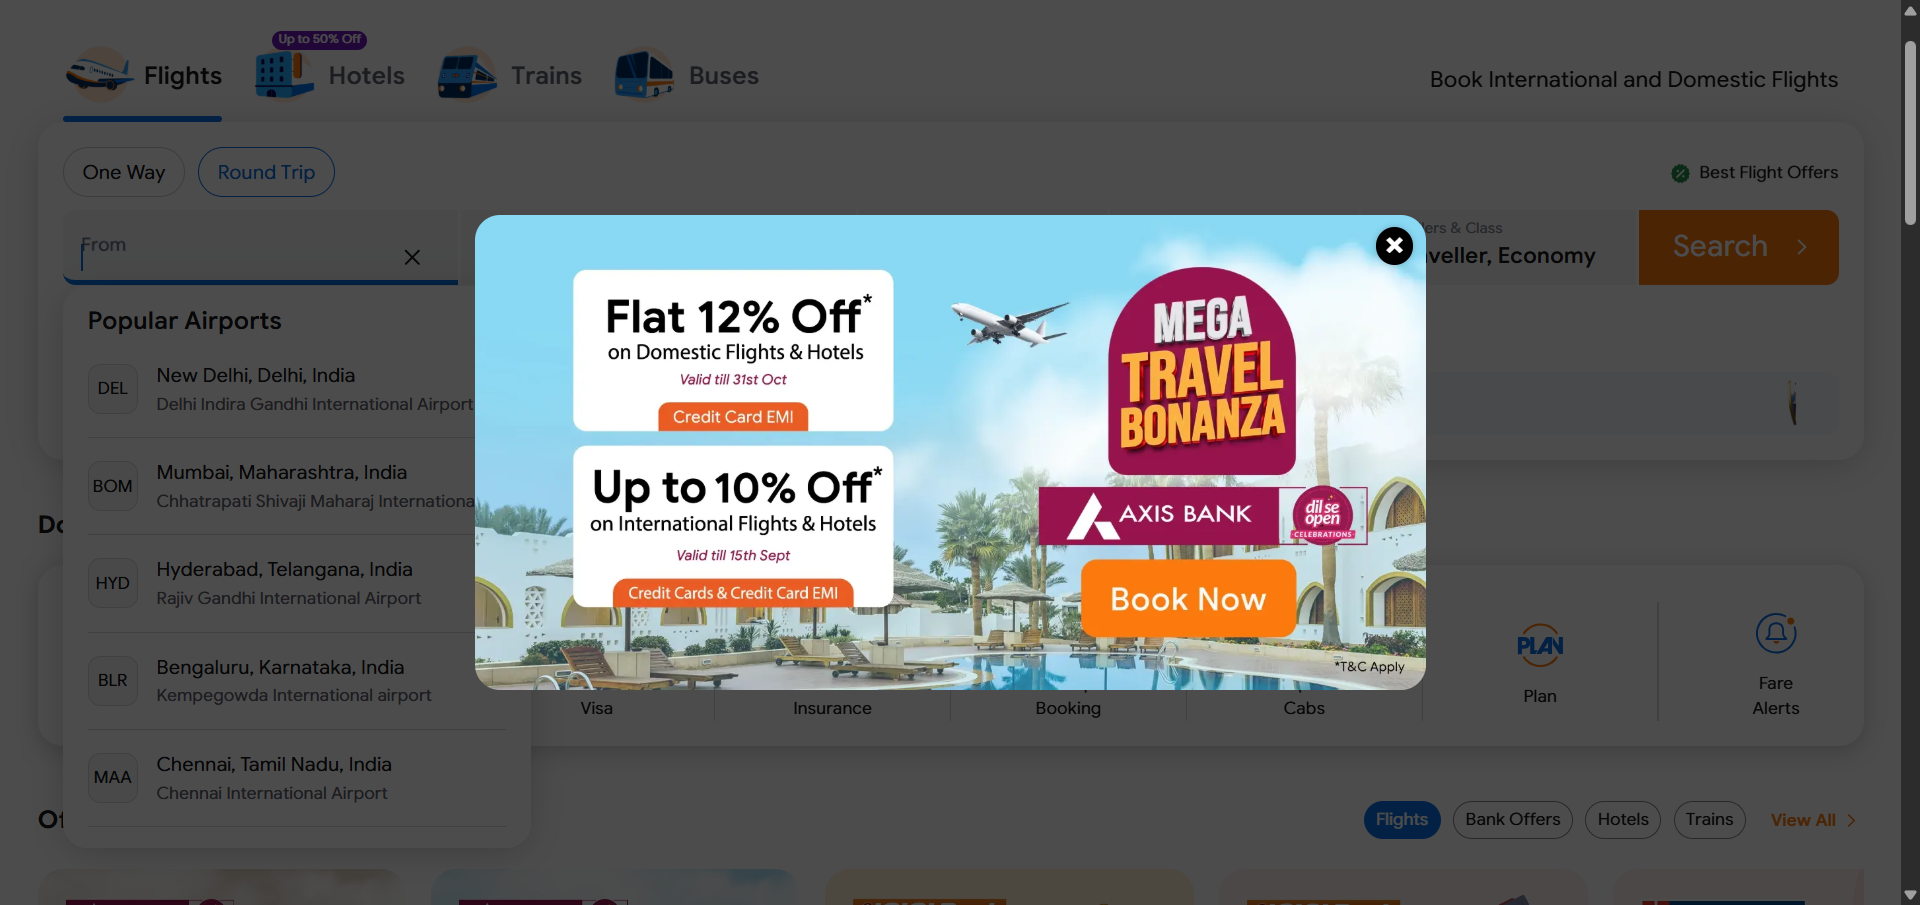 Up to 50% Off
Flights
Hotels
Trains
Buses
Book International and Domestic Flights
One Way
Round Trip
Best Flight Offers
From
& Class
Economy
Search
Popular Airports
DEL
New Delhi, Delhi, India
Delhi Indira Gandhi International Airport
BOM
Mumbai, Maharashtra, India
Chhatrapati Shivaji Maharaj
HYD
Hyderabad, Telangana, India
Rajiv Gandhi International Airport
BLR
Bengaluru, Karnataka, India
Kempegowda International airport
MAA
Chennai, Tamil Nadu, India
Chennai International Airport
Flat 12% Off*
on Domestic Flights & Hotels
Valid till 31st Oct
Credit Card EMI
Up to 10% Off*
on International Flights & Hotels
Valid till 15th Sept
Credit Cards & Credit Card EMI
MEGA
TRAVEL
BONANZA
AXIS BANK
dil se
open
CELEBRATIONS
Book Now
*T&C Apply
Visa
Insurance
Booking
Cabs
PLAN
Plan
Fare
Alerts
Flights
Bank Offers
Hotels
Trains
View All